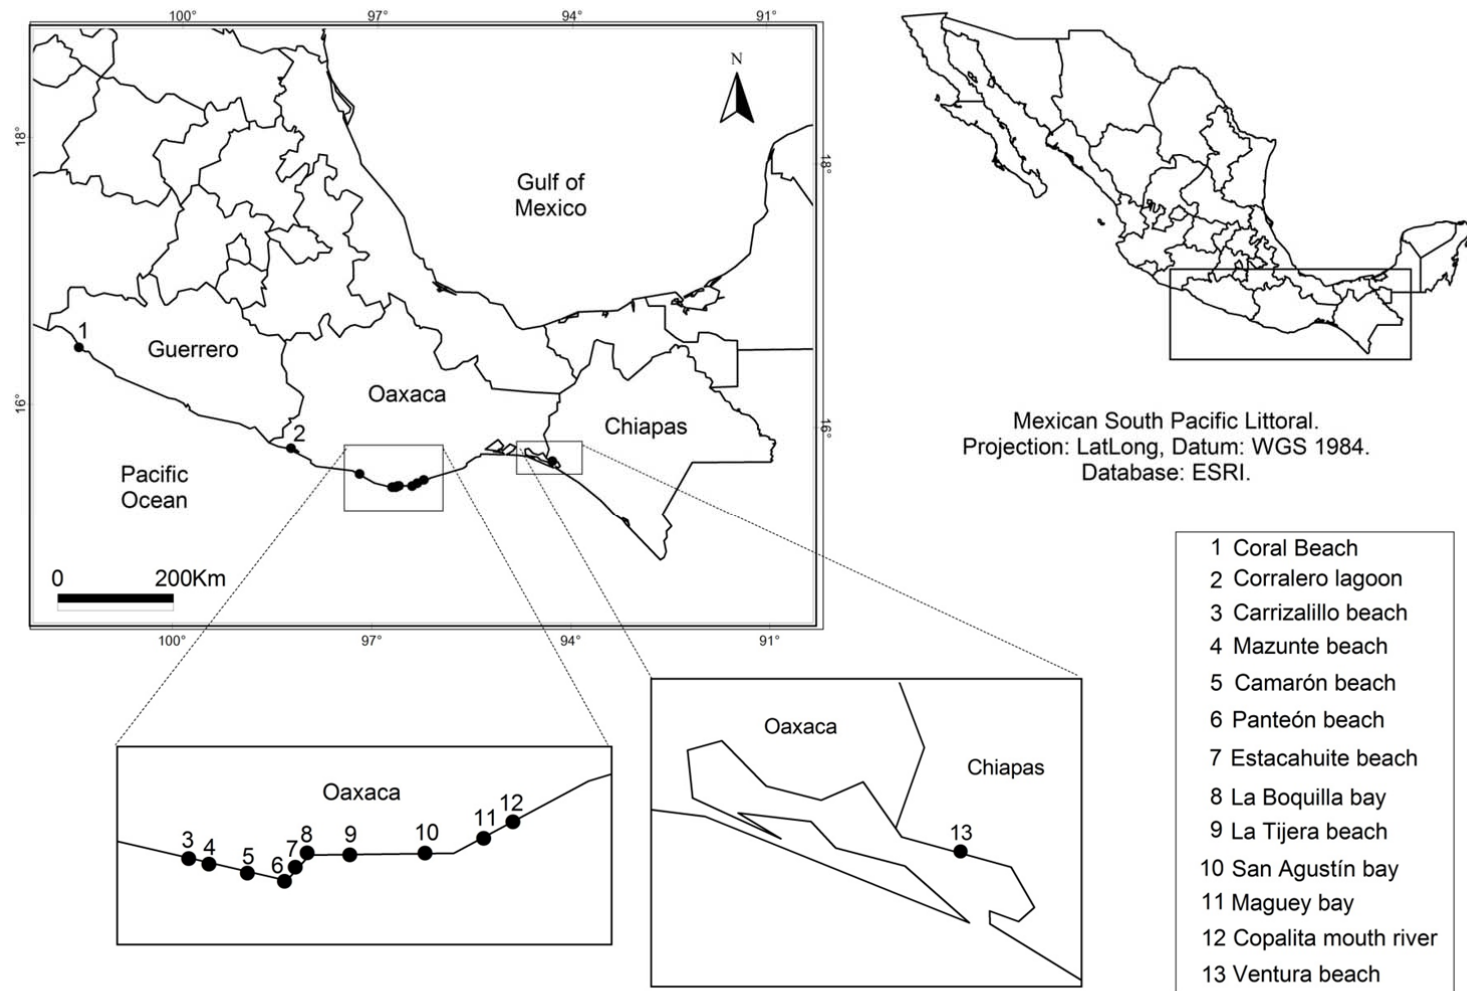 100°
97°
94°
91°
N
18°
18°
Gulf of
Mexico
1
Guerrero
Oaxaca
16°
16°
2
Chiapas
Pacific
Ocean
0 200Km
100°
97°
94°
91°
Mexican South Pacific Littoral.
Projection: LatLong, Datum: WGS 1984.
Database: ESRI.
Oaxaca
3
4
5
6
7
8
9
10
11
12
Oaxaca
Chiapas
13
1 Coral Beach
2 Corralero lagoon
3 Carrizalillo beach
4 Mazunte beach
5 Camarón beach
6 Panteón beach
7 Estacahuite beach
8 La Boquilla bay
9 La Tijera beach
10 San Agustín bay
11 Maguey bay
12 Copalita mouth river
13 Ventura beach